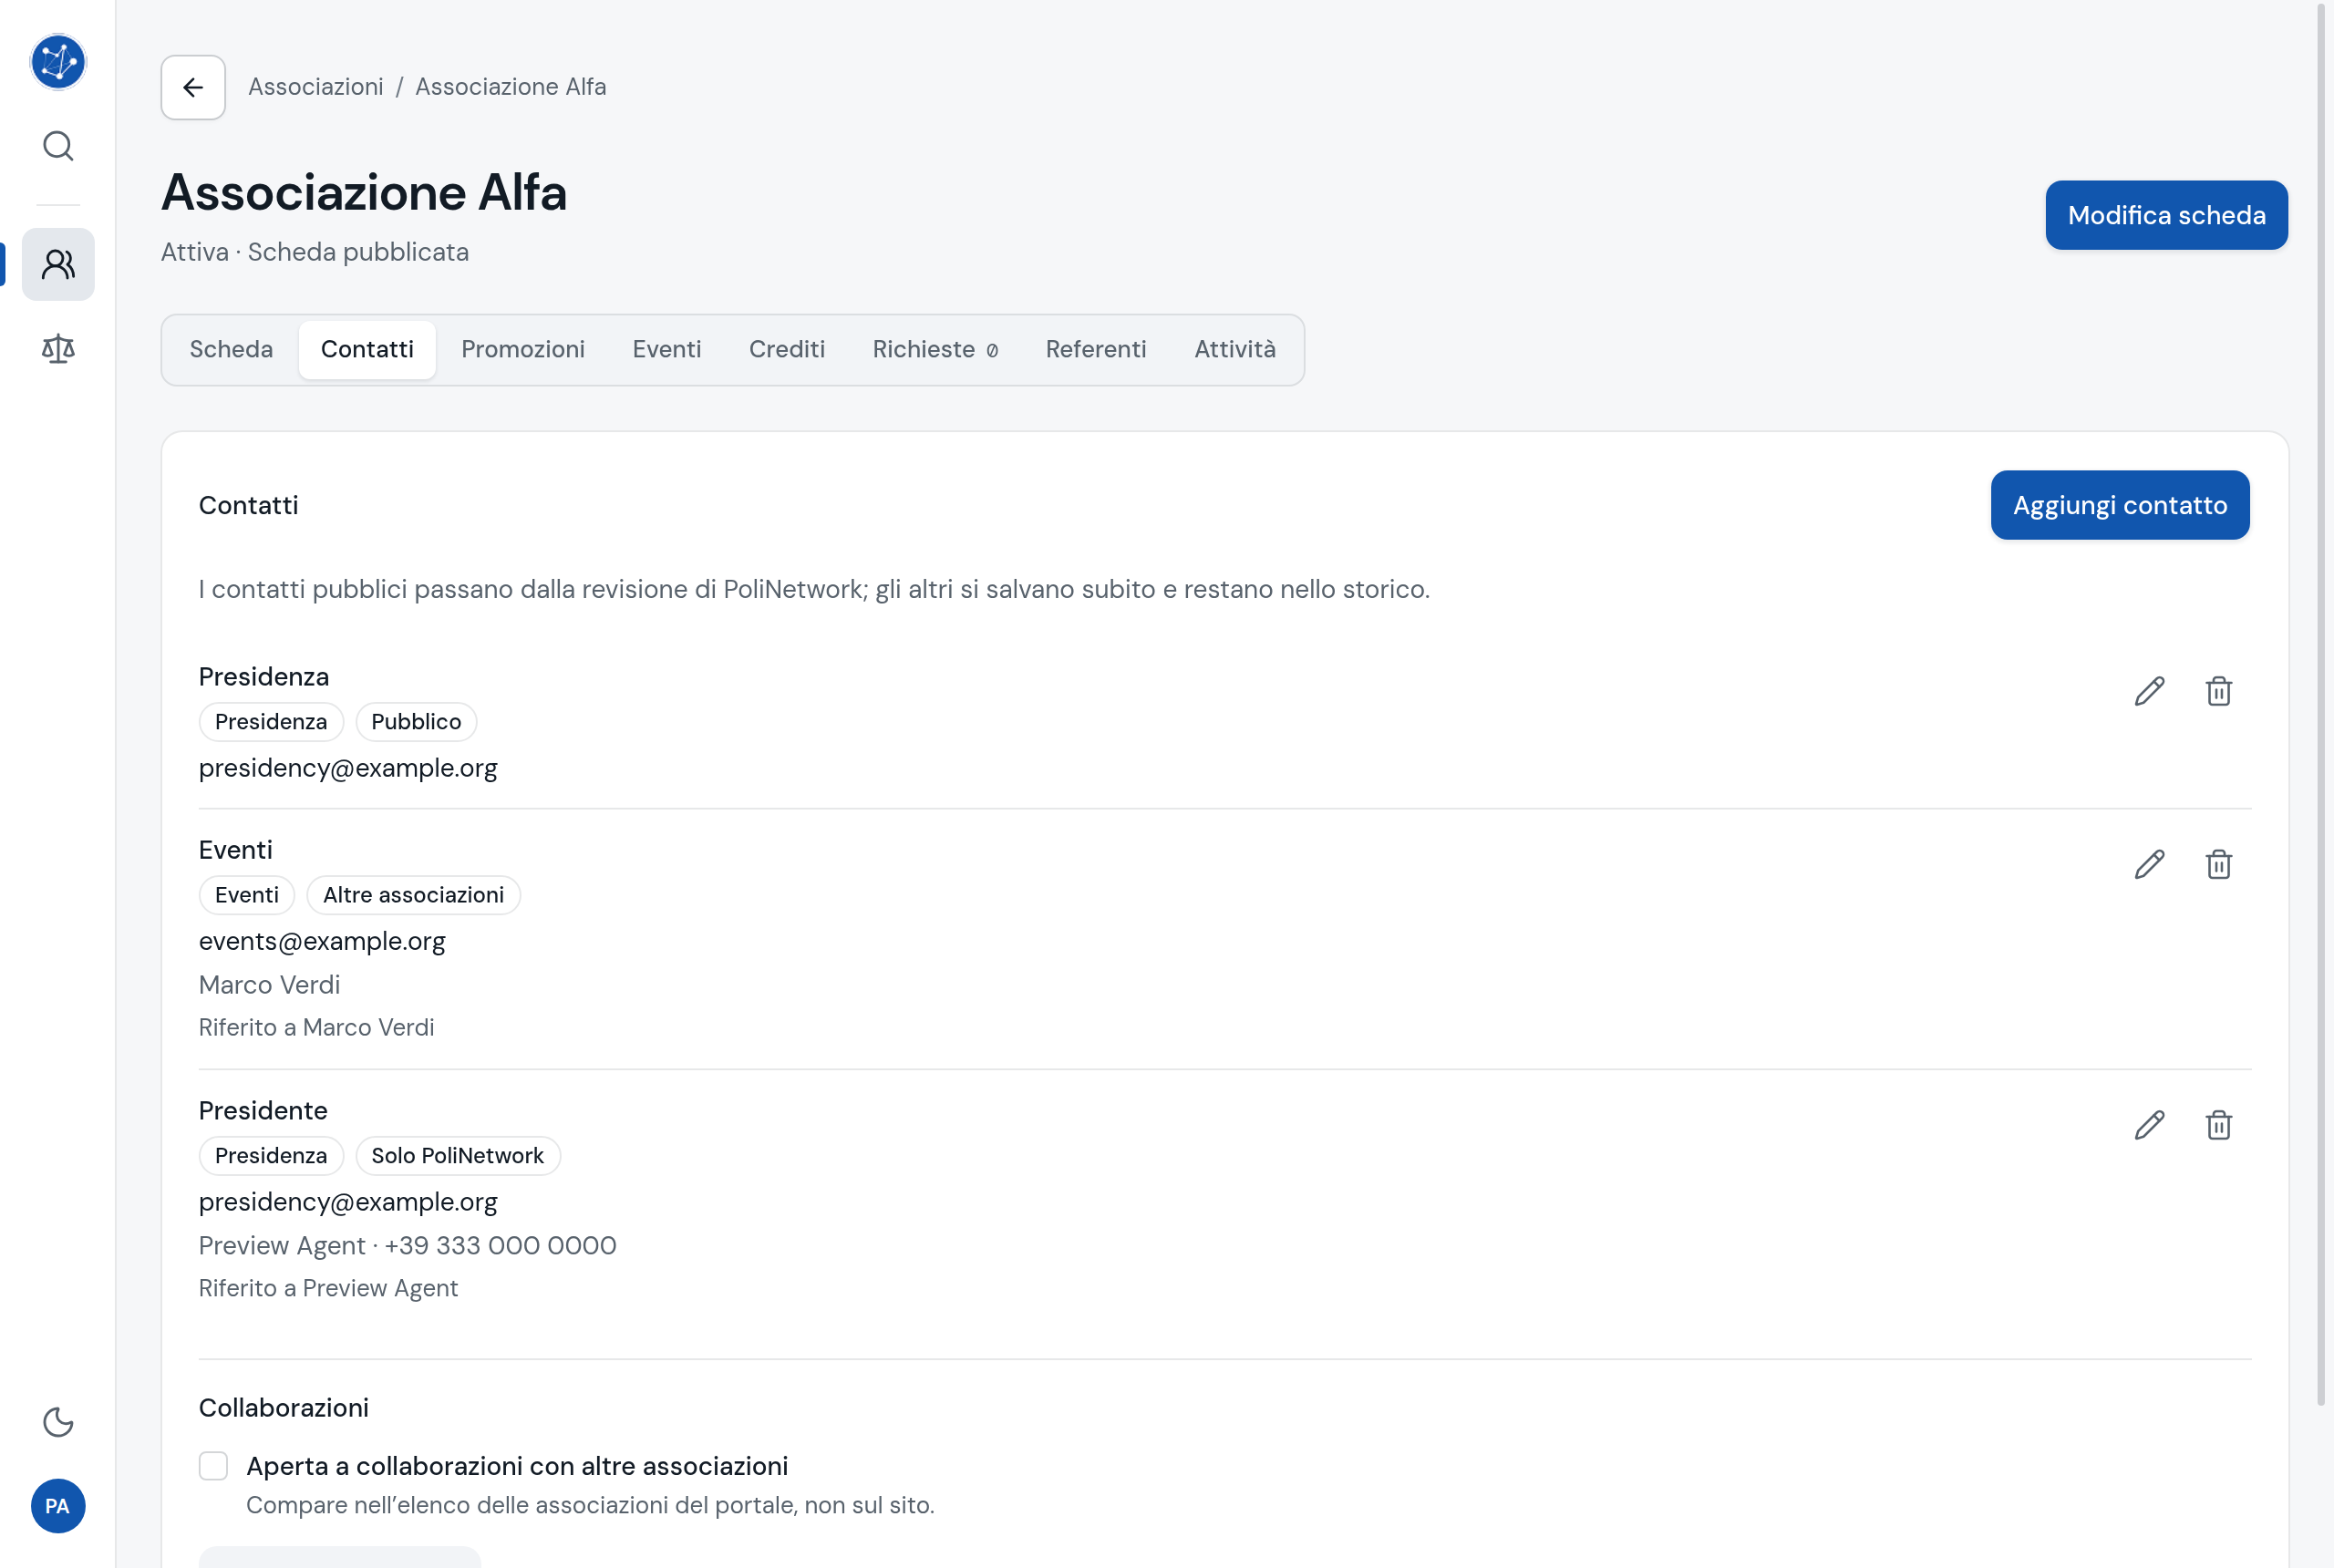 Associazioni / Associazione Alfa
Associazione Alfa
Attiva · Scheda pubblicata
Modifica scheda
Scheda Contatti Promozioni Eventi Crediti Richieste 0 Referenti Attività
Contatti
Aggiungi contatto
I contatti pubblici passano dalla revisione di PoliNetwork; gli altri si salvano subito e restano nello storico.
Presidenza
Presidenza Pubblico
presidency@example.org
Eventi
Eventi Altre associazioni
events@example.org
Marco Verdi
Riferito a Marco Verdi
Presidente
Presidenza Solo PoliNetwork
presidency@example.org
Preview Agent · +39 333 000 0000
Riferito a Preview Agent
Collaborazioni
Aperta a collaborazioni con altre associazioni
Compare nell’elenco delle associazioni del portale, non sul sito.
PA